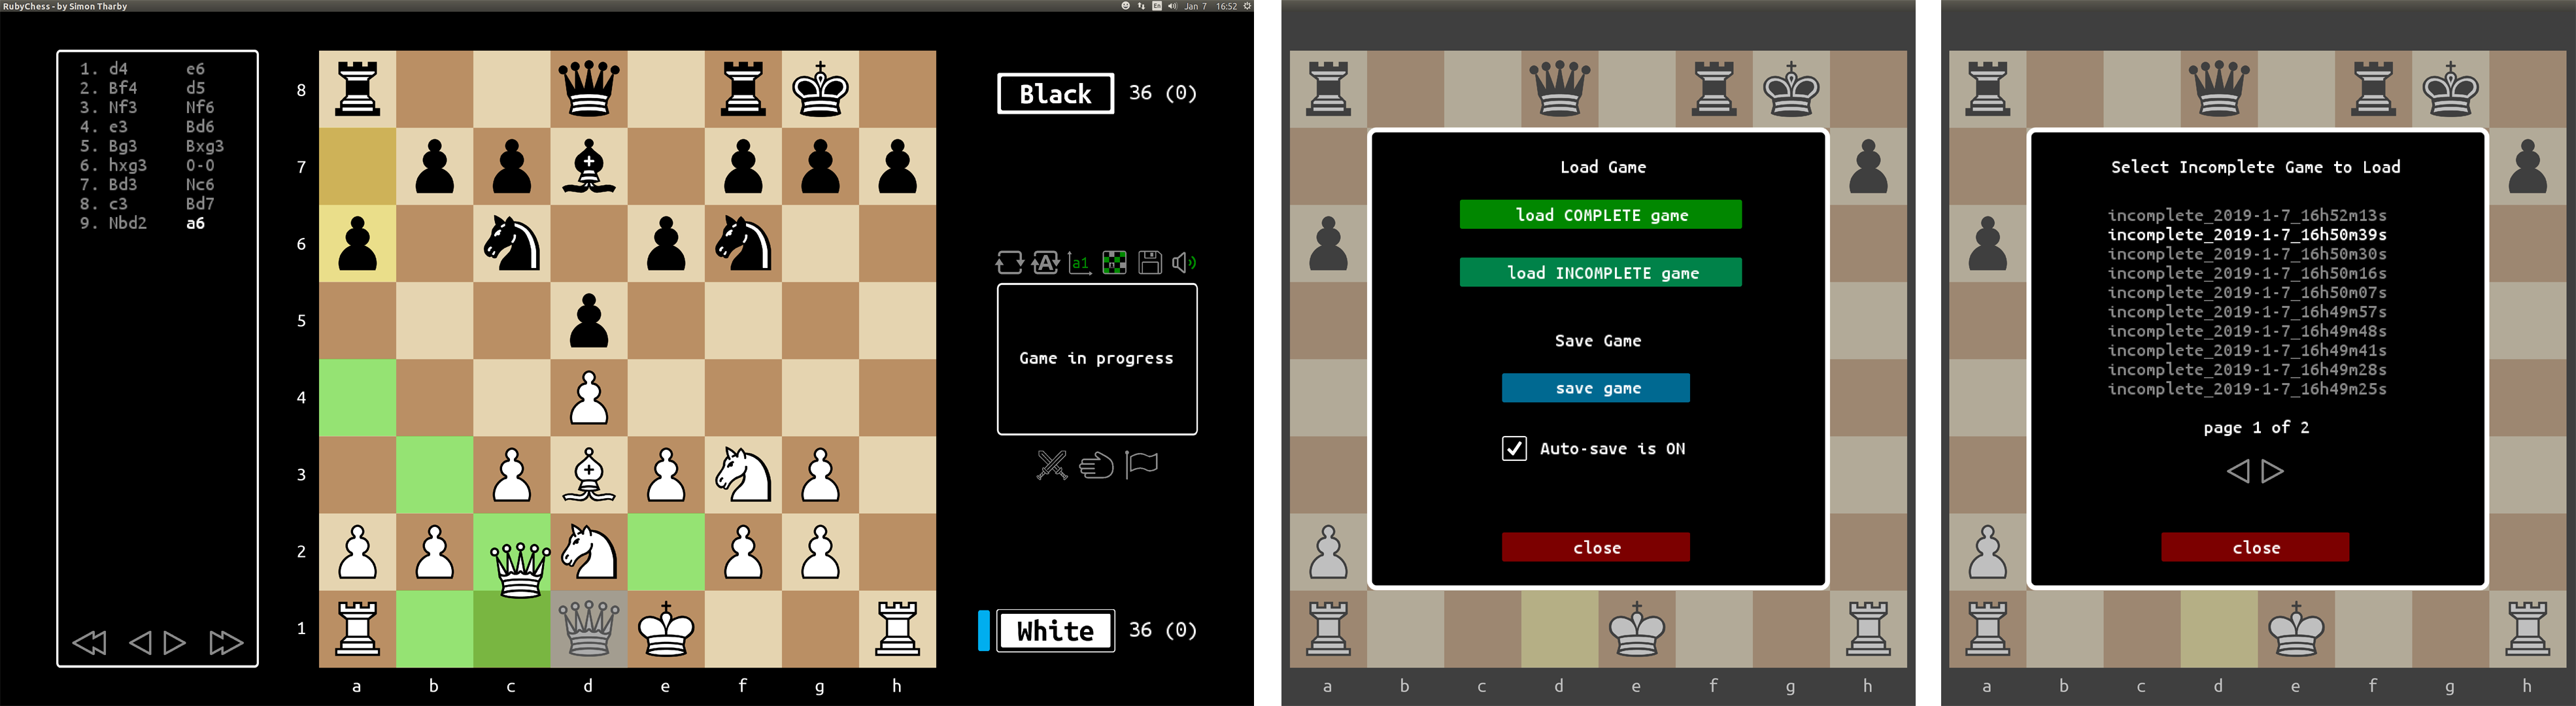 RubyChess - by Simon Tharby
En Jan 7 16:52
1. d4 e6
2. Bf4 d5
3. Nf3 Nf6
4. e3 Bd6
5. Bg3 Bxg3
6. hxg3 0-0
7. Bd3 Nc6
8. c3 Bd7
9. Nbd2 a6
8
7
6
5
4
3
2
1
a b c d e f g h
Black 36 (0)
A a1
Game in progress
White 36 (0)
Load Game
load COMPLETE game
load INCOMPLETE game
Save Game
save game
Auto-save is ON
close
a b c d e f g h
Select Incomplete Game to Load
incomplete_2019-1-7_16h52m13s
incomplete_2019-1-7_16h50m39s
incomplete_2019-1-7_16h50m30s
incomplete_2019-1-7_16h50m16s
incomplete_2019-1-7_16h50m07s
incomplete_2019-1-7_16h49m57s
incomplete_2019-1-7_16h49m48s
incomplete_2019-1-7_16h49m41s
incomplete_2019-1-7_16h49m28s
incomplete_2019-1-7_16h49m25s
page 1 of 2
close
a b c d e f g h